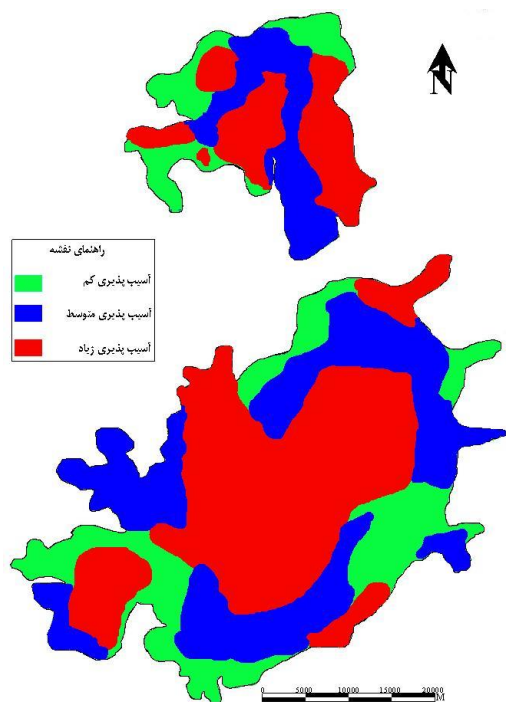 N
راهنمای نقشه
آسیب پذیری کم
آسیب پذیری متوسط
آسیب پذیری زیاد
0 5000 10000 15000 20000
M